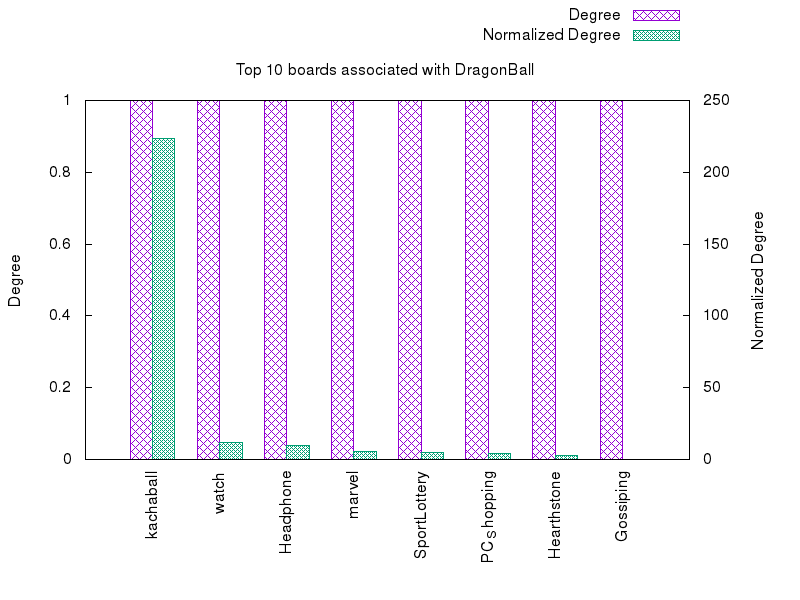 Degree
Normalized Degree
Top 10 boards associated with DragonBall
1
0.8
0.6
0.4
0.2
0
250
200
150
100
50
0
Degree
Normalized Degree
kachaball
watch
Headphone
marvel
SportLottery
PCShopping
Hearthstone
Gossiping